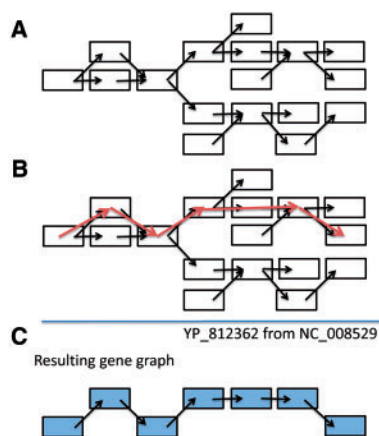 A
B
YP_812362 from NC_008529
C
Resulting gene graph